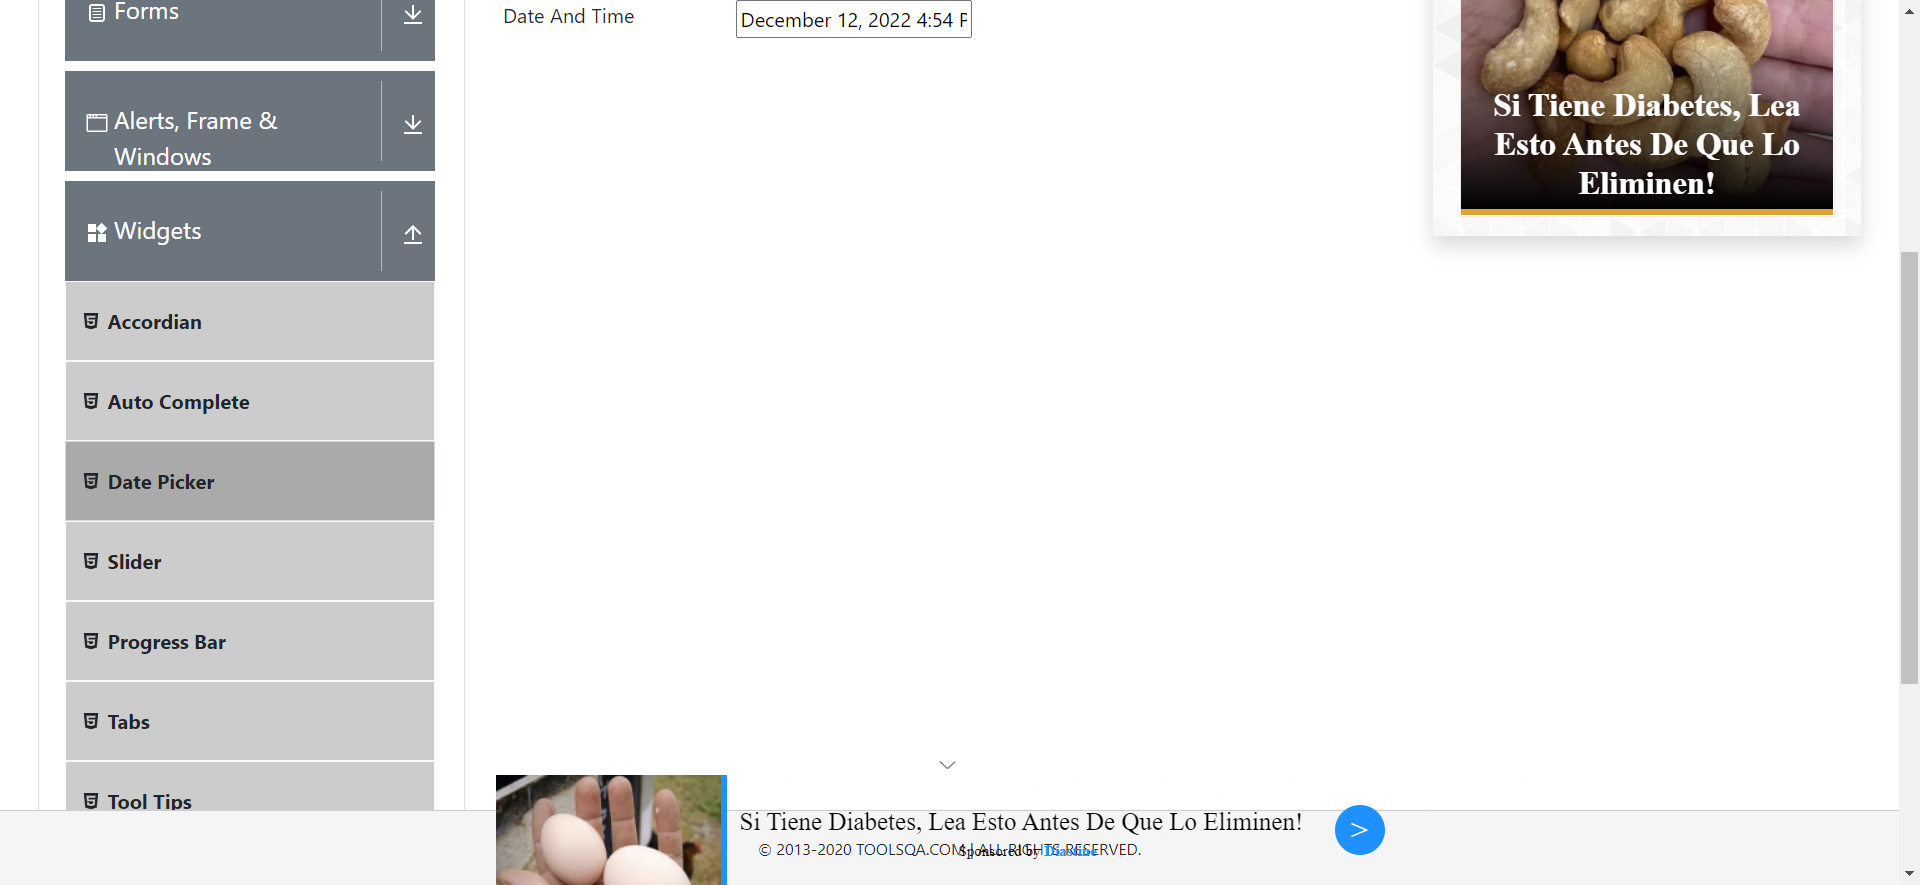 Forms
Alerts, Frame &
Windows
Widgets
Accordian
Auto Complete
Date Picker
Slider
Progress Bar
Tabs
Tool Tips
Date And Time
December 12, 2022 4:54 P
Si Tiene Diabetes, Lea
Esto Antes De Que Lo
Eliminen!
Si Tiene Diabetes, Lea Esto Antes De Que Lo Eliminen!
>
© 2013-2020 TOOLSQA.COM | ALL RIGHTS RESERVED.
Sponsored by